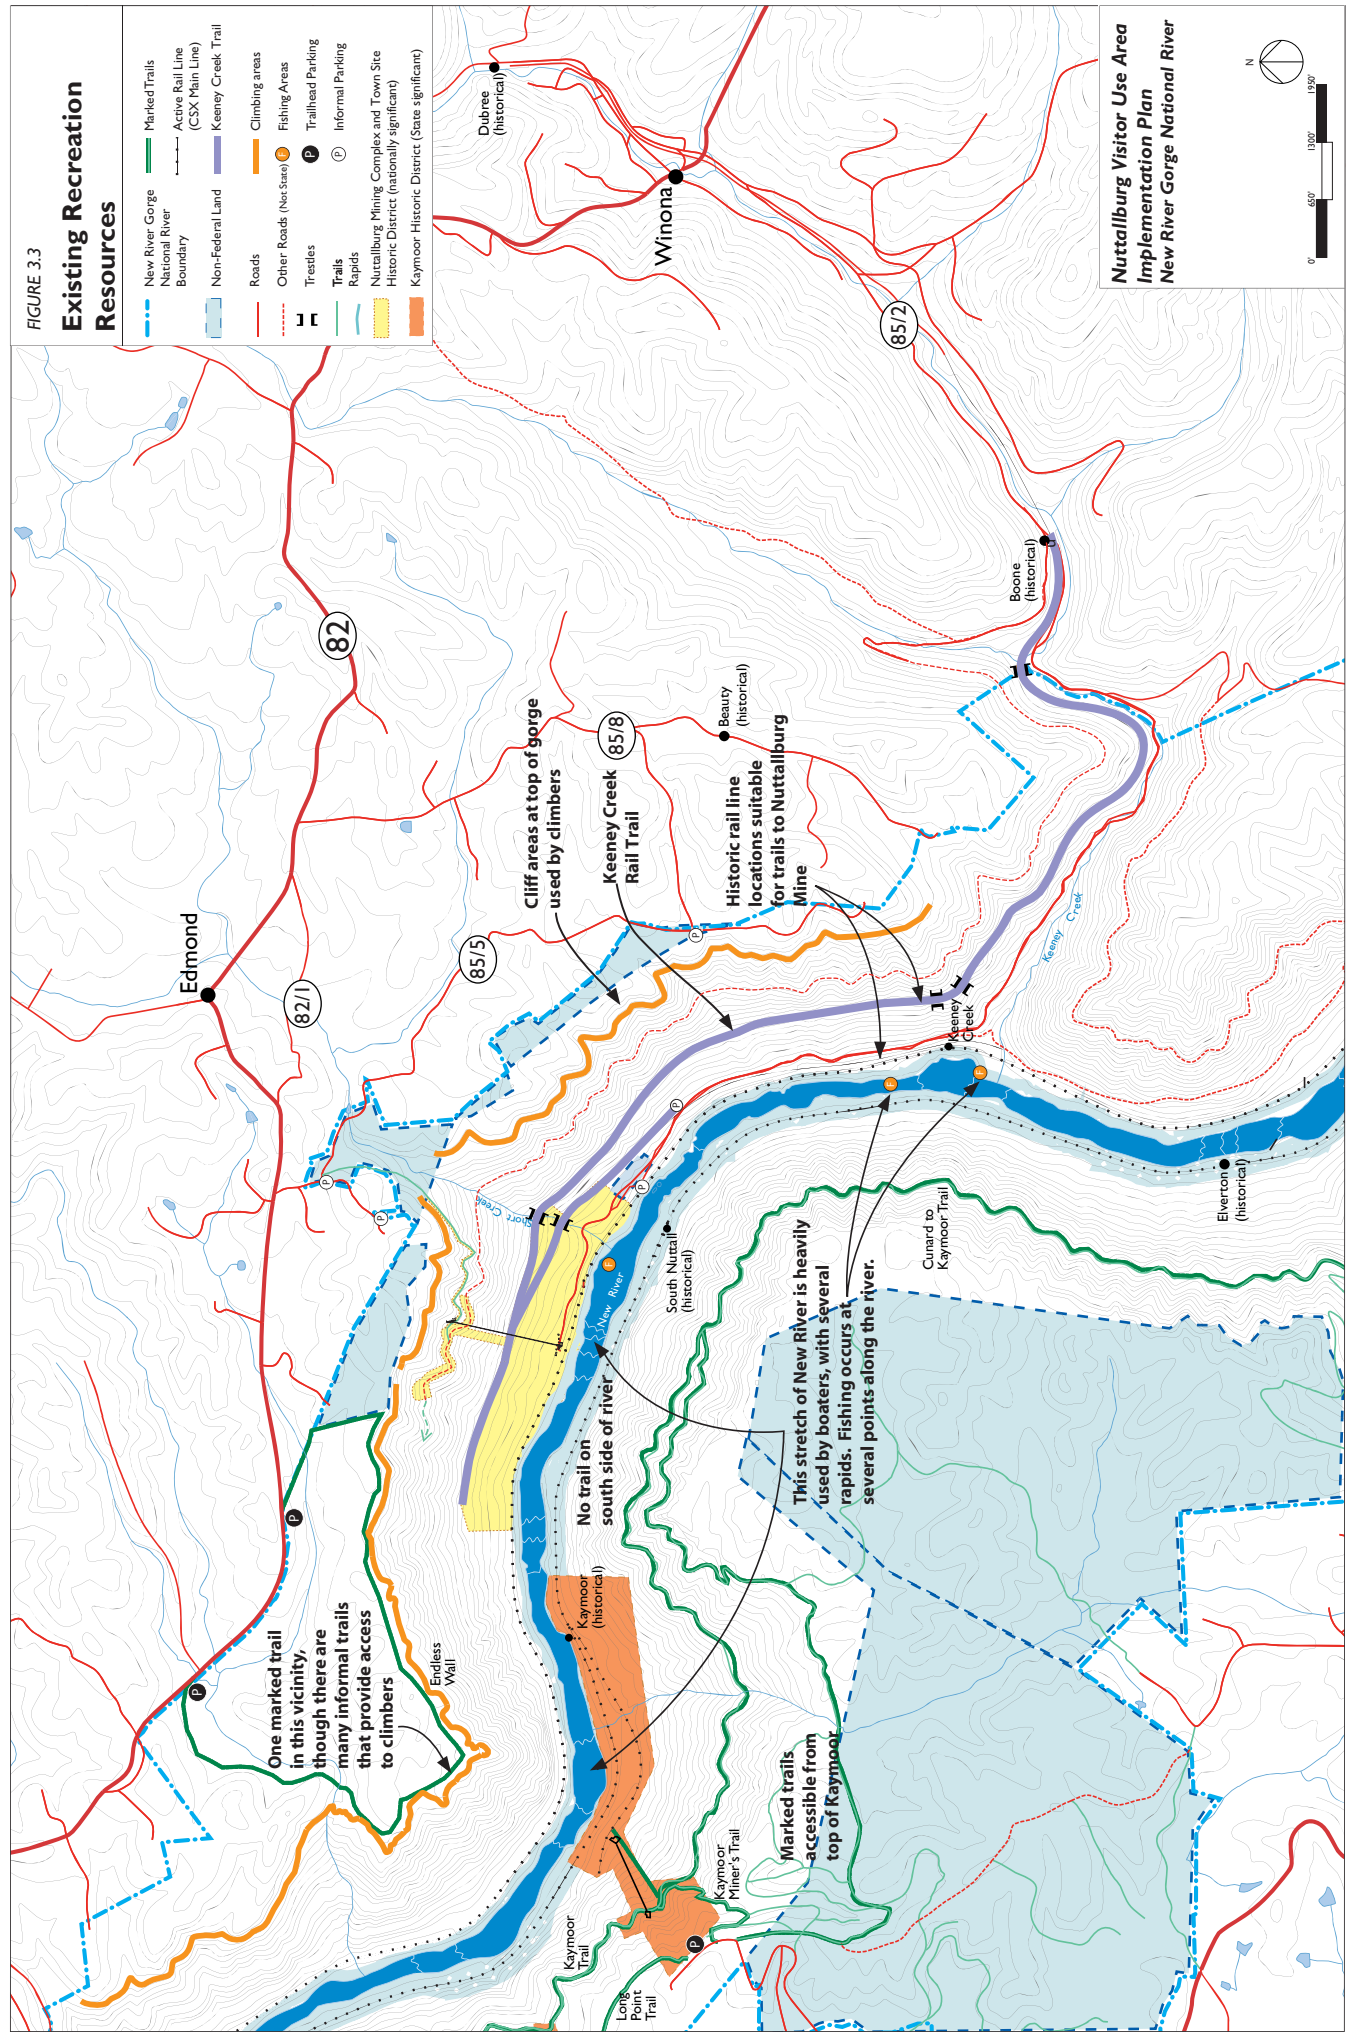 FIGURE 3.3
Existing Recreation
Resources
New River Gorge
National River
Boundary
Non-Federal Land
Roads
Other Roads (Not State)
Trestles
Trails
Rapids
Nuttallburg Mining Complex and Town Site
Historic District (nationally significant)
Kaymoor Historic District (State significant)
Marked Trails
Active Rail Line
(CSX Main Line)
Keeney Creek Trail
Climbing areas
F
Fishing Areas
P
Trailhead Parking
P
Informal Parking
Dubree
(historical)
Winona
85/2
Boone
(historical)
82
Edmond
82/1
85/5
85/8
Beauty
(historical)
Cliff areas at top of gorge
used by climbers
Keeney Creek
Rail Trail
Historic rail line
locations suitable
for trails to Nuttallburg
Mine
Keeney Creek
Keeney
Creek
Short Creek
New River
South Nuttall
(historical)
Cunard to
Kaymoor Trail
Elverton
(historical)
This stretch of New River is heavily
used by boaters, with several
rapids. Fishing occurs at
several points along the river.
No trail on
south side of river
Kaymoor
(historical)
One marked trail
in this vicinity,
though there are
many informal trails
that provide access
to climbers
Endless
Wall
Marked trails
accessible from
top of Kaymoor
Kaymoor
Miner's Trail
Kaymoor
Trail
Long
Point
Trail
P
P
P
P
P
P
P
P
F
F
F
Nuttallburg Visitor Use Area
Implementation Plan
New River Gorge National River
N
0' 650' 1300' 1950'